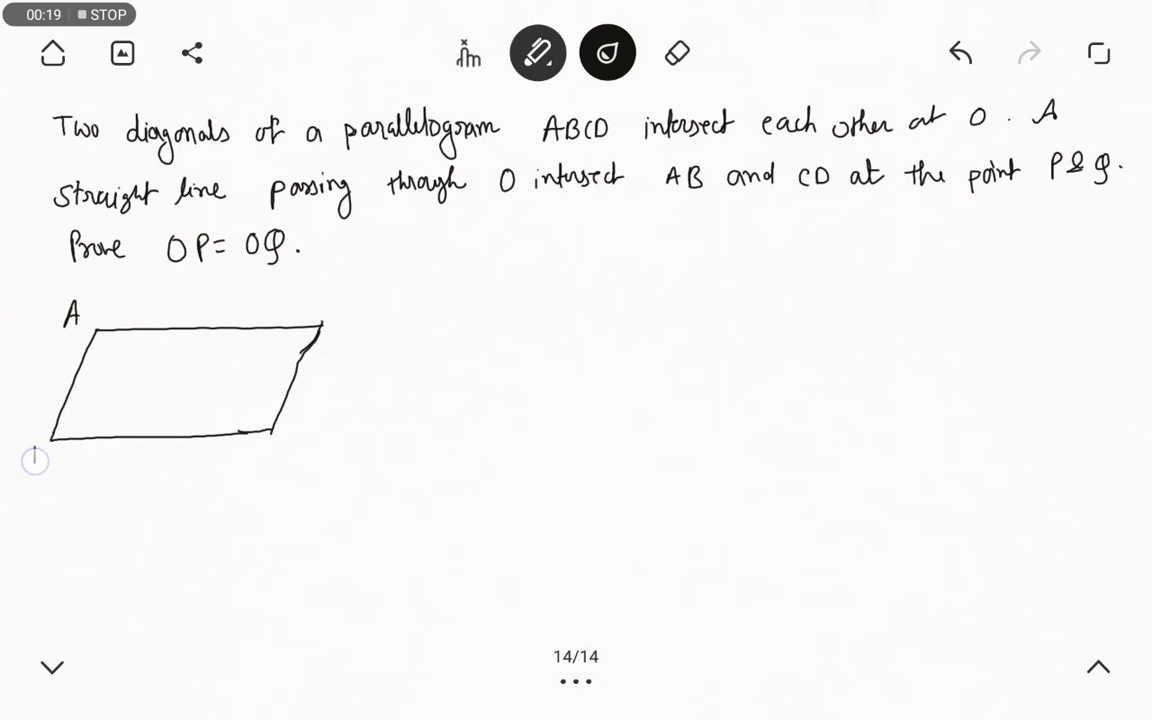 00:19 STOP
Two diagonals of a parallelogram ABCD intersect each other at O. A
Straight line passing through O intersect AB and CD at the point P & Q.
Prove OP = OQ.
A
14/14